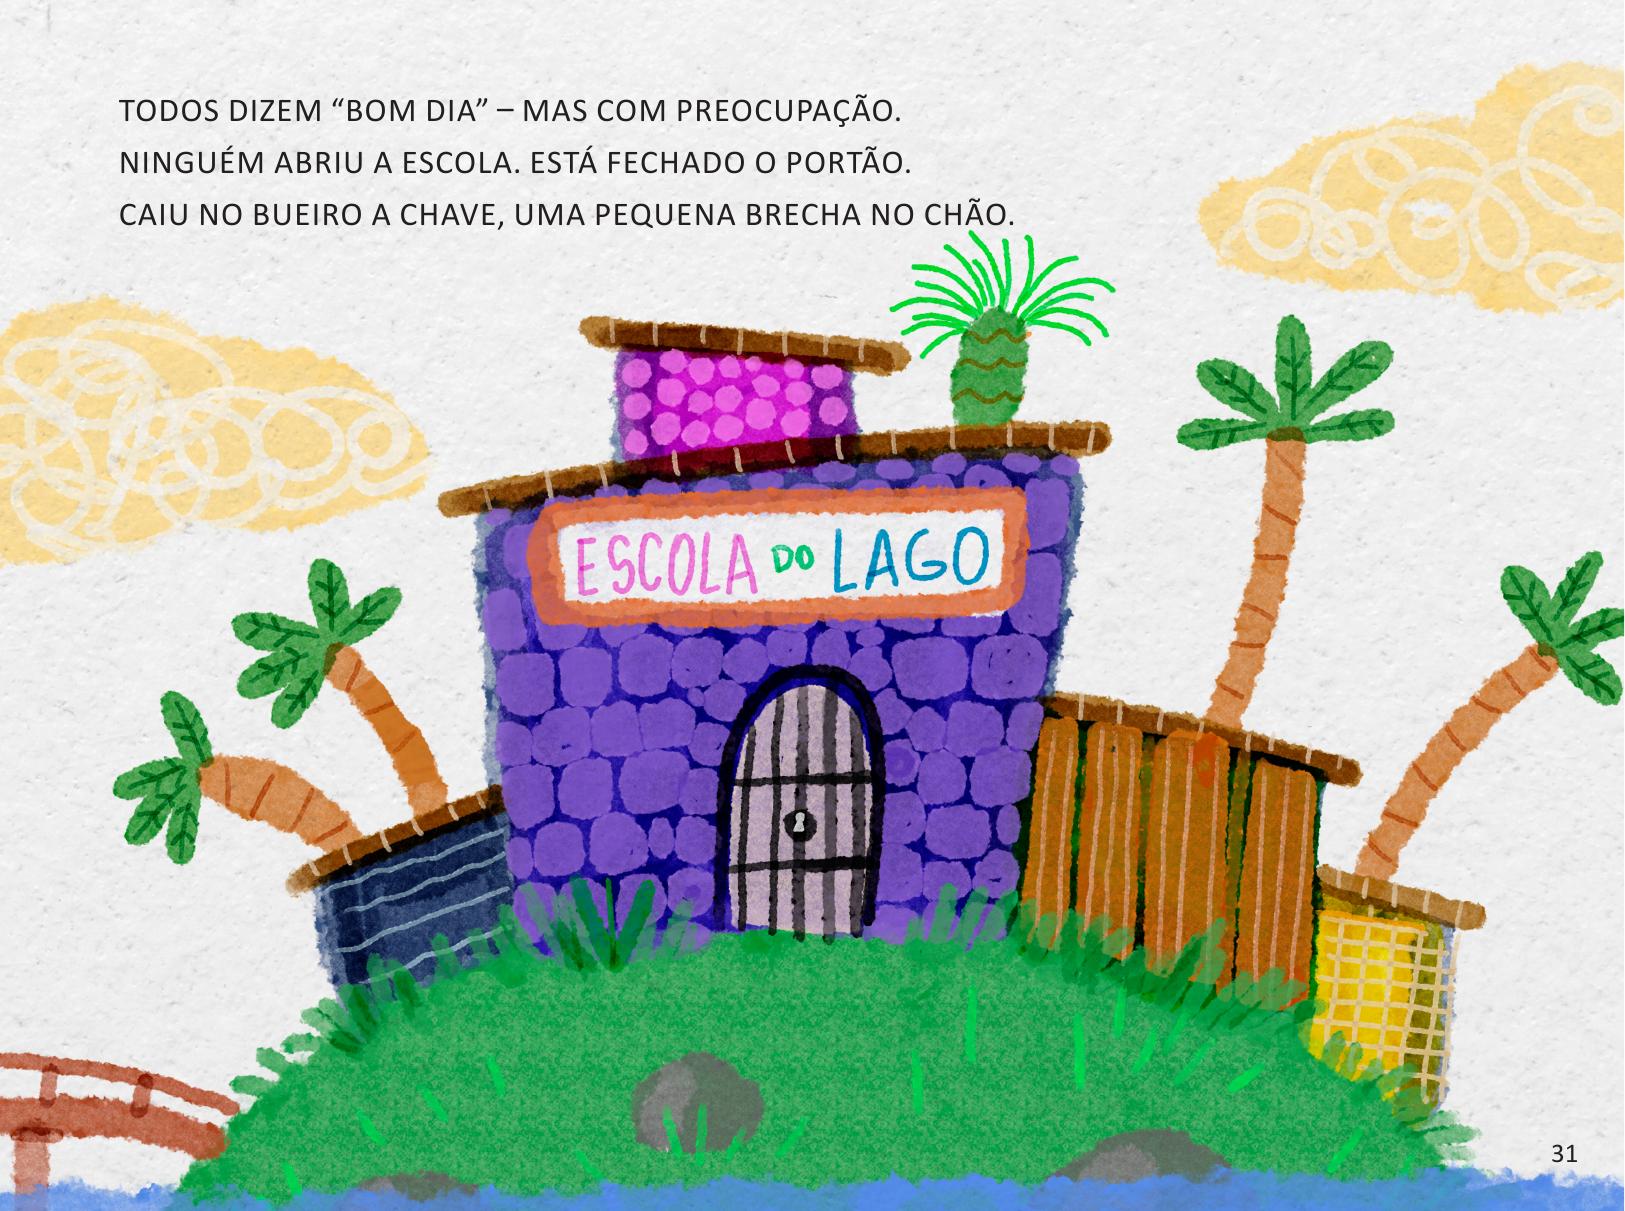 TODOS DIZEM “BOM DIA” – MAS COM PREOCUPAÇÃO.
NINGUÉM ABRIU A ESCOLA. ESTÁ FECHADO O PORTÃO.
CAIU NO BUEIRO A CHAVE, UMA PEQUENA BRECHA NO CHÃO.
ESCOLA DO LAGO
31